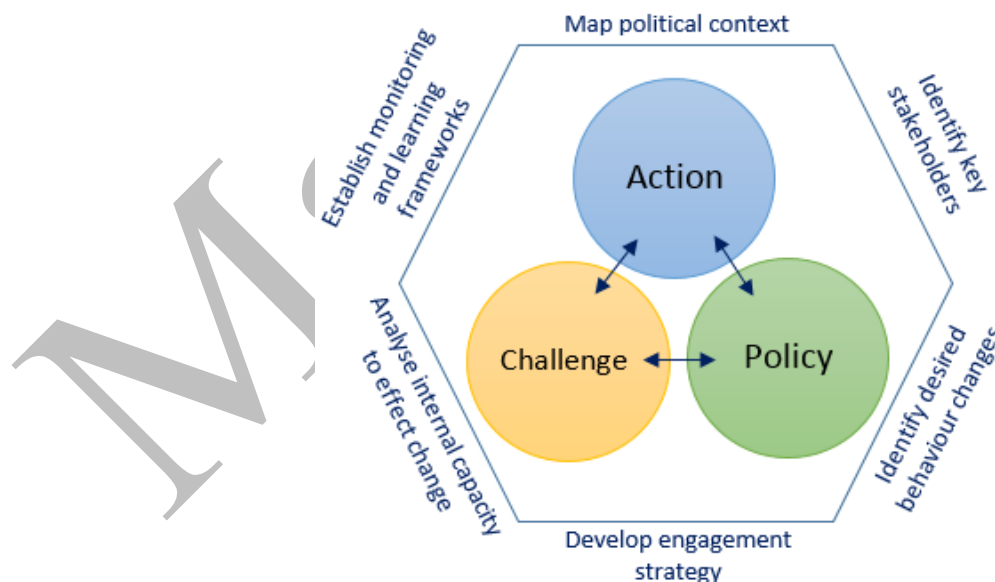 Map political context
Identify key
stakeholders
Identify desired
behaviour changes
Develop engagement
strategy
Analyse internal capacity
to effect change
Establish monitoring
and learning
frameworks
Action
Challenge
Policy